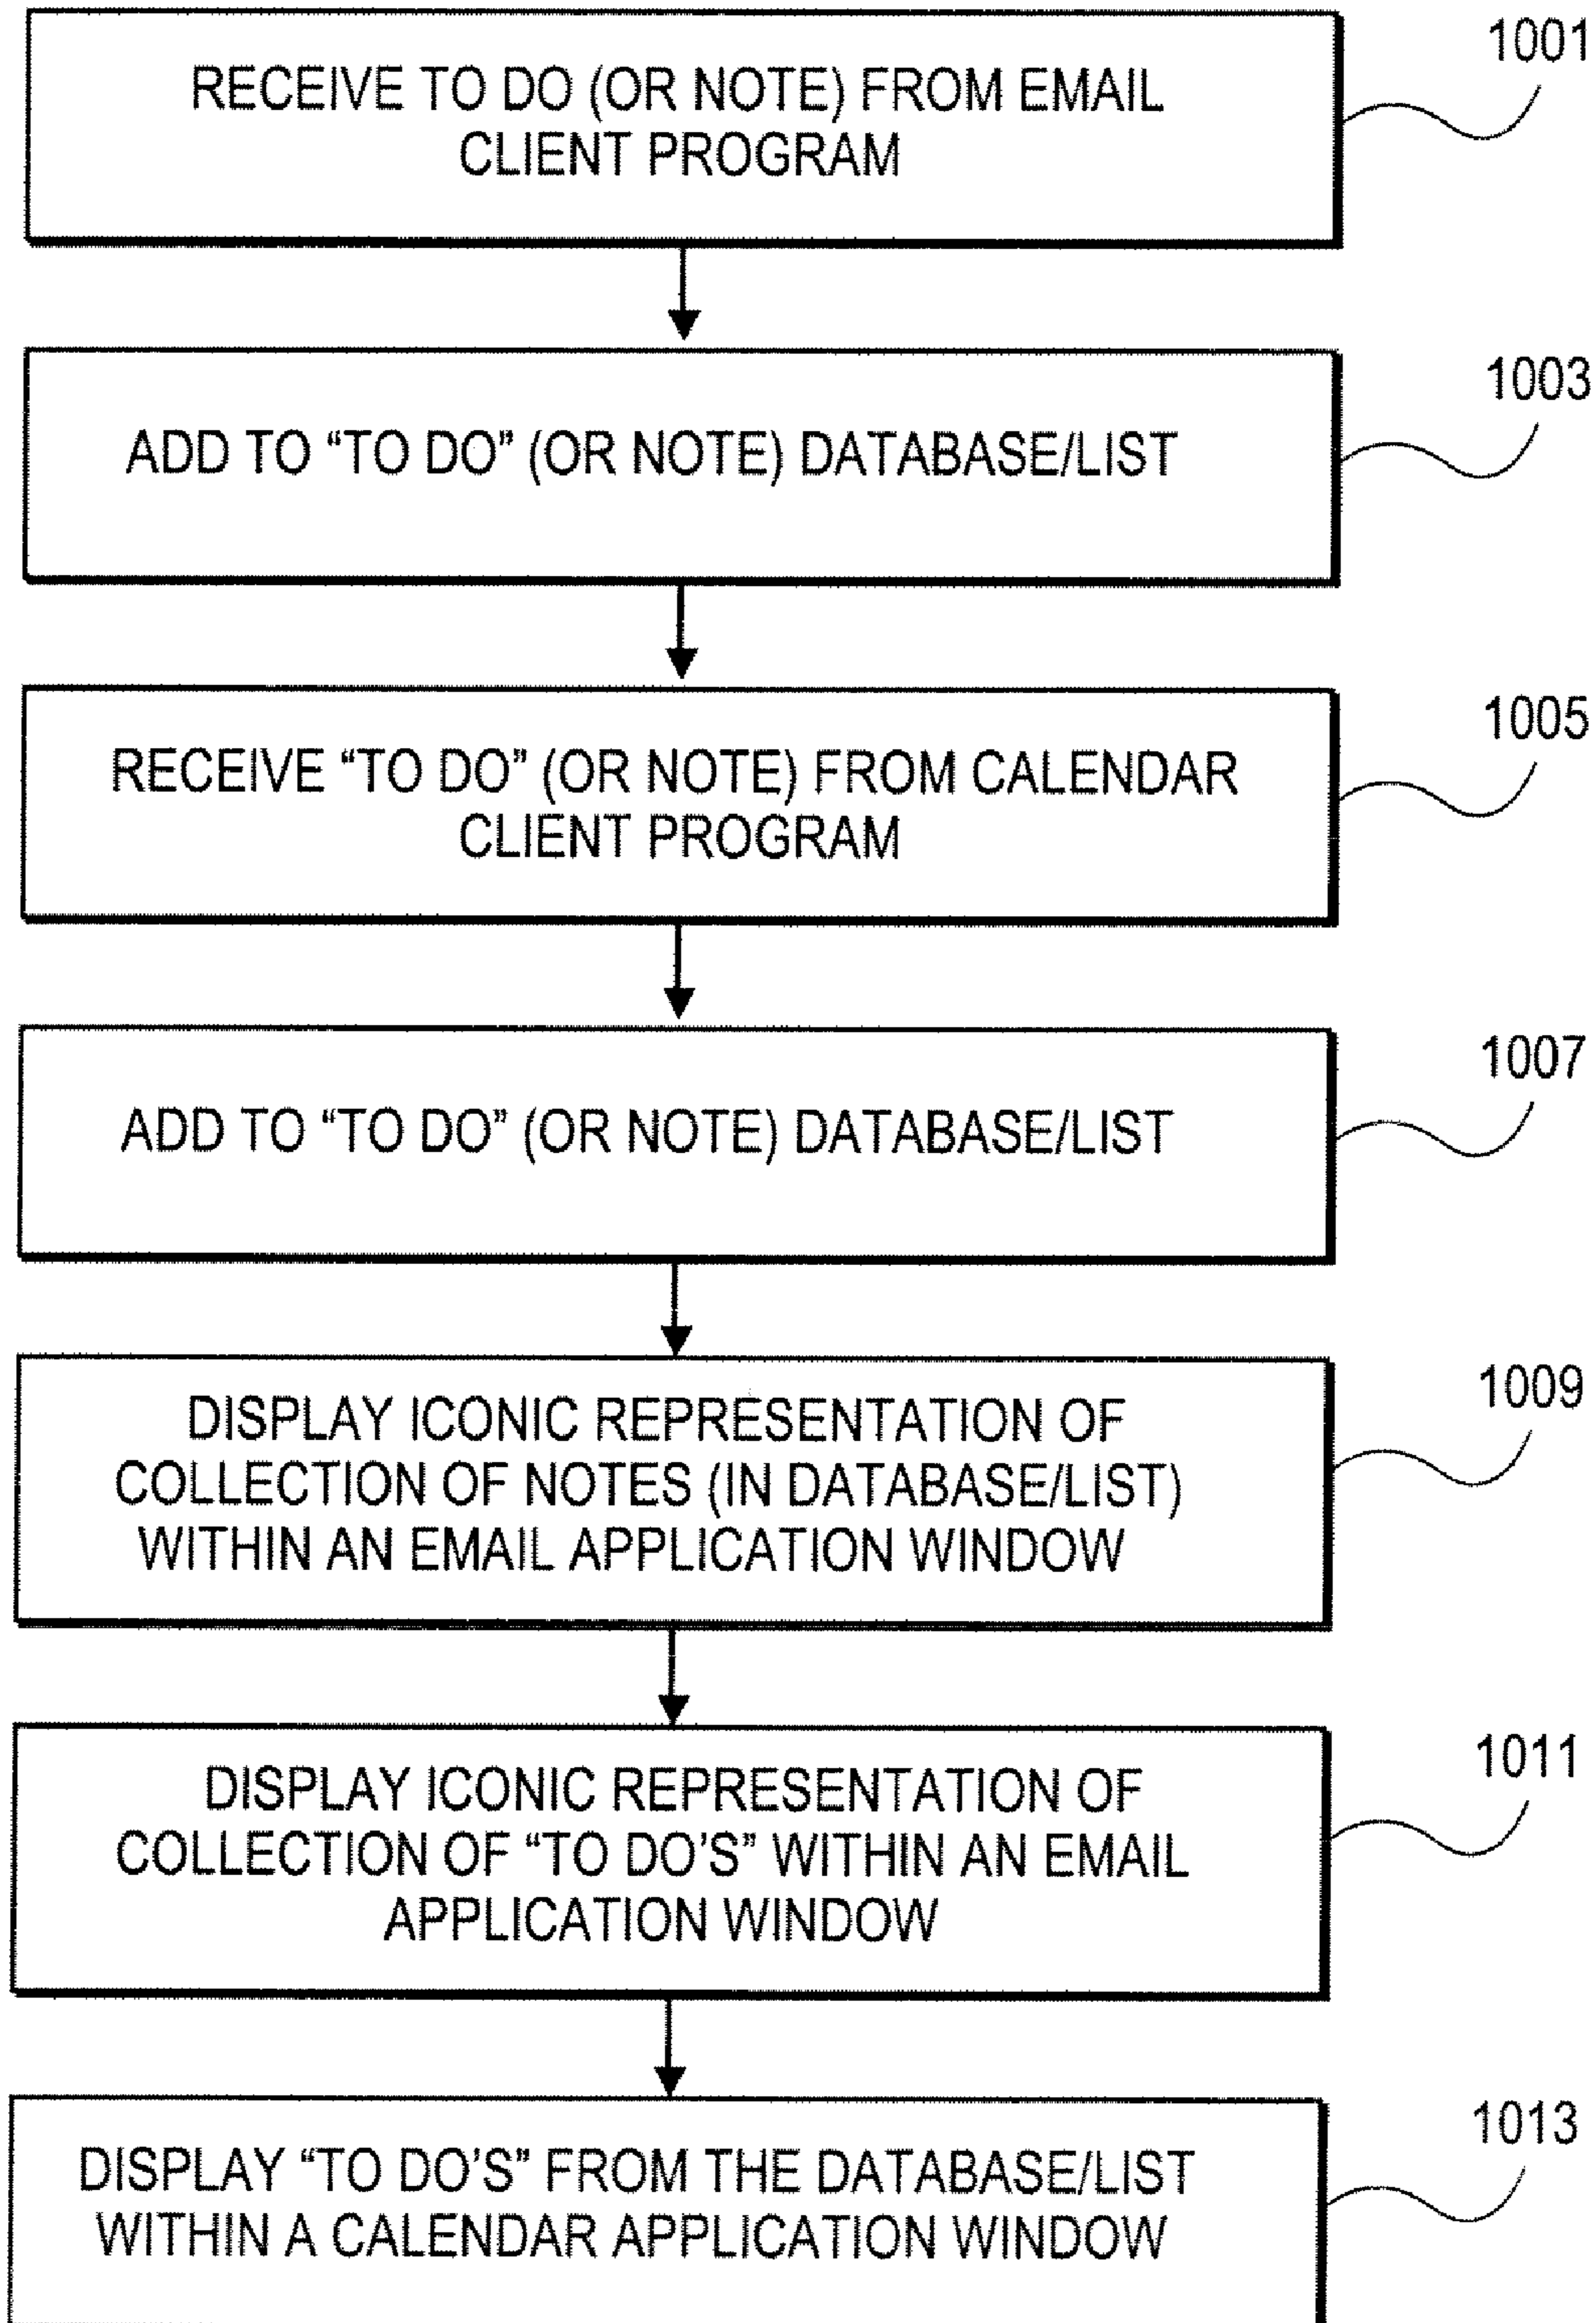 RECEIVE TO DO (OR NOTE) FROM EMAIL
CLIENT PROGRAM
1001
ADD TO “TO DO” (OR NOTE) DATABASE/LIST
1003
RECEIVE “TO DO” (OR NOTE) FROM CALENDAR
CLIENT PROGRAM
1005
ADD TO “TO DO” (OR NOTE) DATABASE/LIST
1007
DISPLAY ICONIC REPRESENTATION OF
COLLECTION OF NOTES (IN DATABASE/LIST)
WITHIN AN EMAIL APPLICATION WINDOW
1009
DISPLAY ICONIC REPRESENTATION OF
COLLECTION OF “TO DO’S” WITHIN AN EMAIL
APPLICATION WINDOW
1011
DISPLAY “TO DO’S” FROM THE DATABASE/LIST
WITHIN A CALENDAR APPLICATION WINDOW
1013